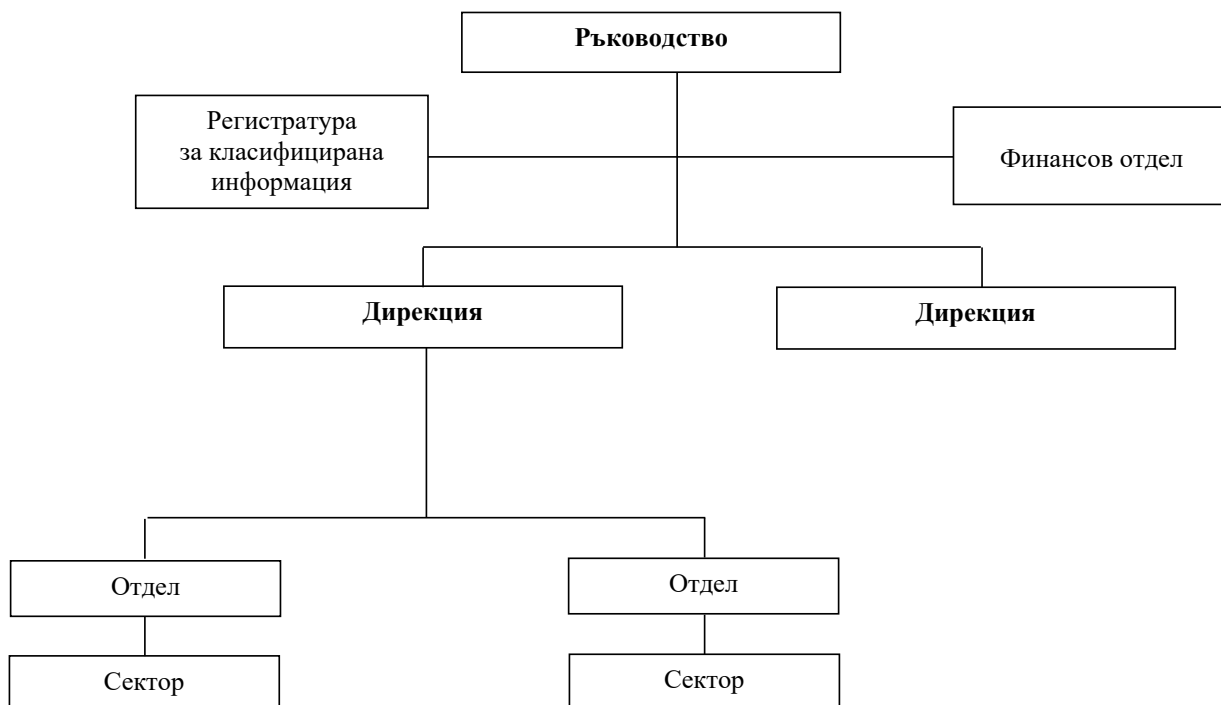 Ръководство
Регистратура
за класифицирана
информация
Финансов отдел
Дирекция
Дирекция
Отдел
Отдел
Сектор
Сектор